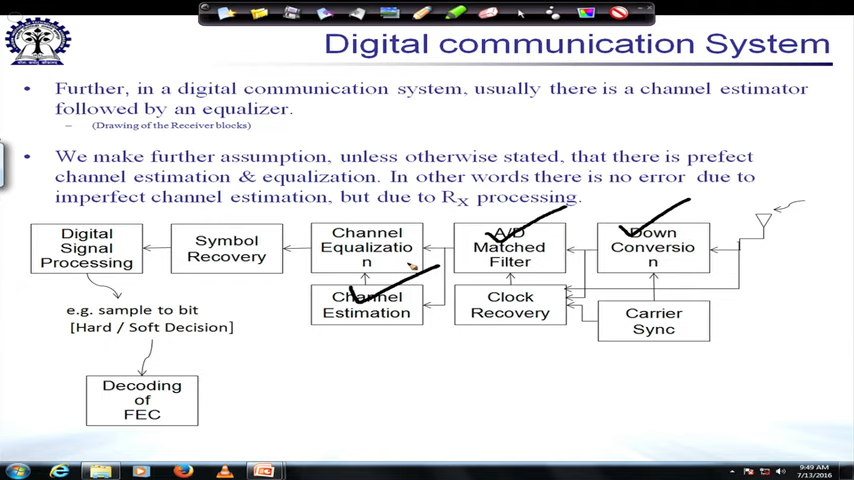 Digital communication System
• Further, in a digital communication system, usually there is a channel estimator
followed by an equalizer.
– (Drawing of the Receiver blocks)
• We make further assumption, unless otherwise stated, that there is prefect
channel estimation & equalization. In other words there is no error due to
imperfect channel estimation, but due to RX processing.
Digital
Signal
Processing
Symbol
Recovery
Channel
Equalizatio
n
A/D
Matched
Filter
Down
Conversio
n
Channel
Estimation
Clock
Recovery
Carrier
Sync
e.g. sample to bit
[Hard / Soft Decision]
Decoding
of
FEC
9:49 AM
7/13/2016